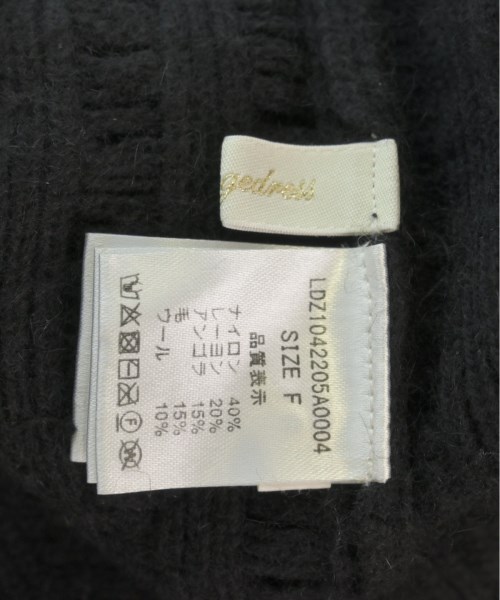 gedress
LDZ1042205A0004
SIZE F
品質表示
ナイロン 40%
レーヨン 20%
アンゴラ 15%
毛 15%
ウール 10%
F
W